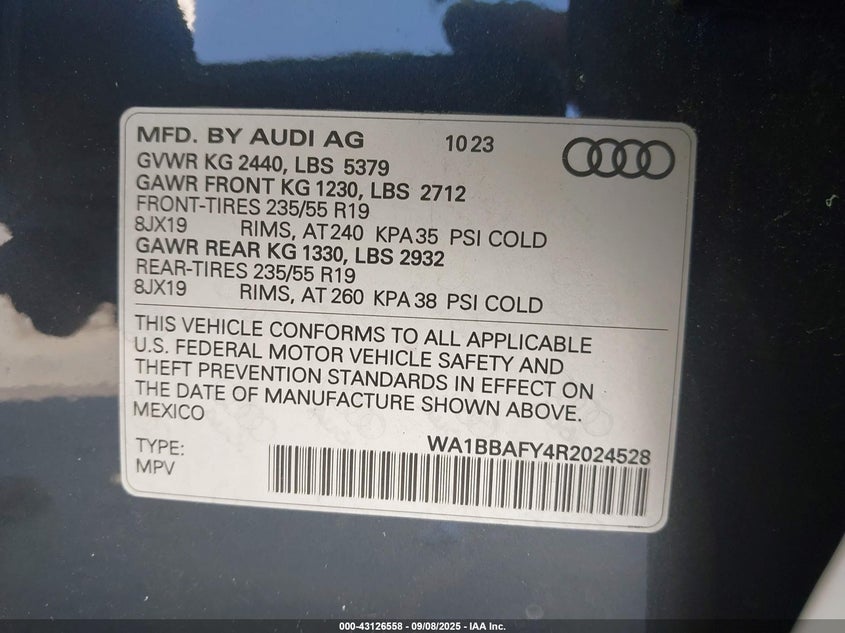 MFD. BY AUDI AG 10 23
GVWR KG 2440, LBS 5379
GAWR FRONT KG 1230, LBS 2712
FRONT-TIRES 235/55 R19
8JX19 RIMS, AT 240 KPA 35 PSI COLD
GAWR REAR KG 1330, LBS 2932
REAR-TIRES 235/55 R19
8JX19 RIMS, AT 260 KPA 38 PSI COLD
THIS VEHICLE CONFORMS TO ALL APPLICABLE
U.S. FEDERAL MOTOR VEHICLE SAFETY AND
THEFT PREVENTION STANDARDS IN EFFECT ON
THE DATE OF MANUFACTURE SHOWN ABOVE.
MEXICO
WA1BBAFY4R2024528
TYPE:
MPV
000-43126558 - 09/08/2025 - IAA Inc.